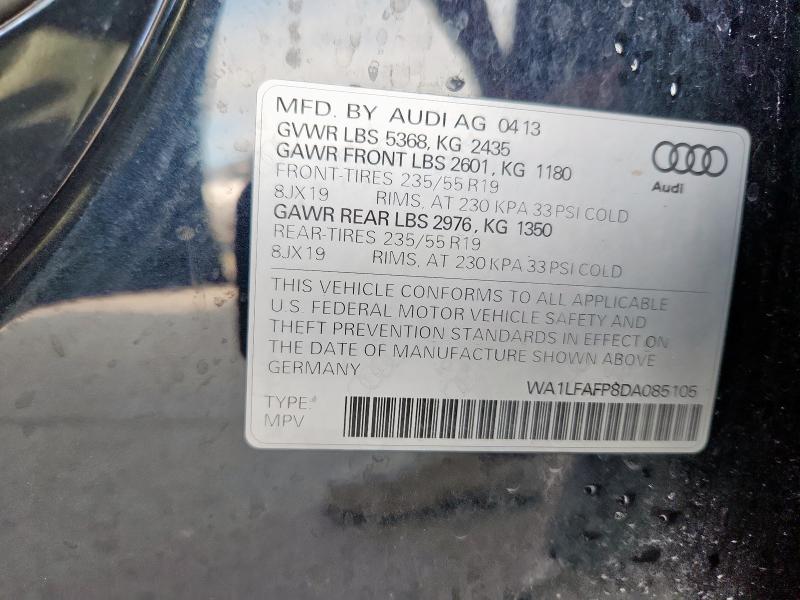 MFD. BY AUDI AG 04 13
GVWR LBS 5368, KG 2435
GAWR FRONT LBS 2601, KG 1180
FRONT-TIRES 235/55 R19
8JX19 RIMS, AT 230 KPA 33 PSI COLD
GAWR REAR LBS 2976, KG 1350
REAR-TIRES 235/55 R19
8JX19 RIMS, AT 230 KPA 33 PSI COLD
Audi
THIS VEHICLE CONFORMS TO ALL APPLICABLE
U.S. FEDERAL MOTOR VEHICLE SAFETY AND
THEFT PREVENTION STANDARDS IN EFFECT ON
THE DATE OF MANUFACTURE SHOWN ABOVE
GERMANY
WA1LFAFP8DA085105
TYPE:
MPV